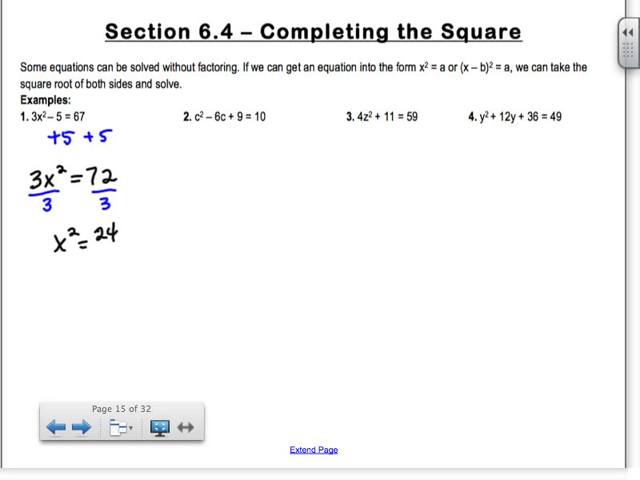 Section 6.4 – Completing the Square
Some equations can be solved without factoring. If we can get an equation into the form x² = a or (x – b)² = a, we can take the
square root of both sides and solve.
Examples:
1. 3x² – 5 = 67 2. c² – 6c + 9 = 10 3. 4z² + 11 = 59 4. y² + 12y + 36 = 49
+5 +5
3x² = 72
3 3
x² = 24
Page 15 of 32
Extend Page